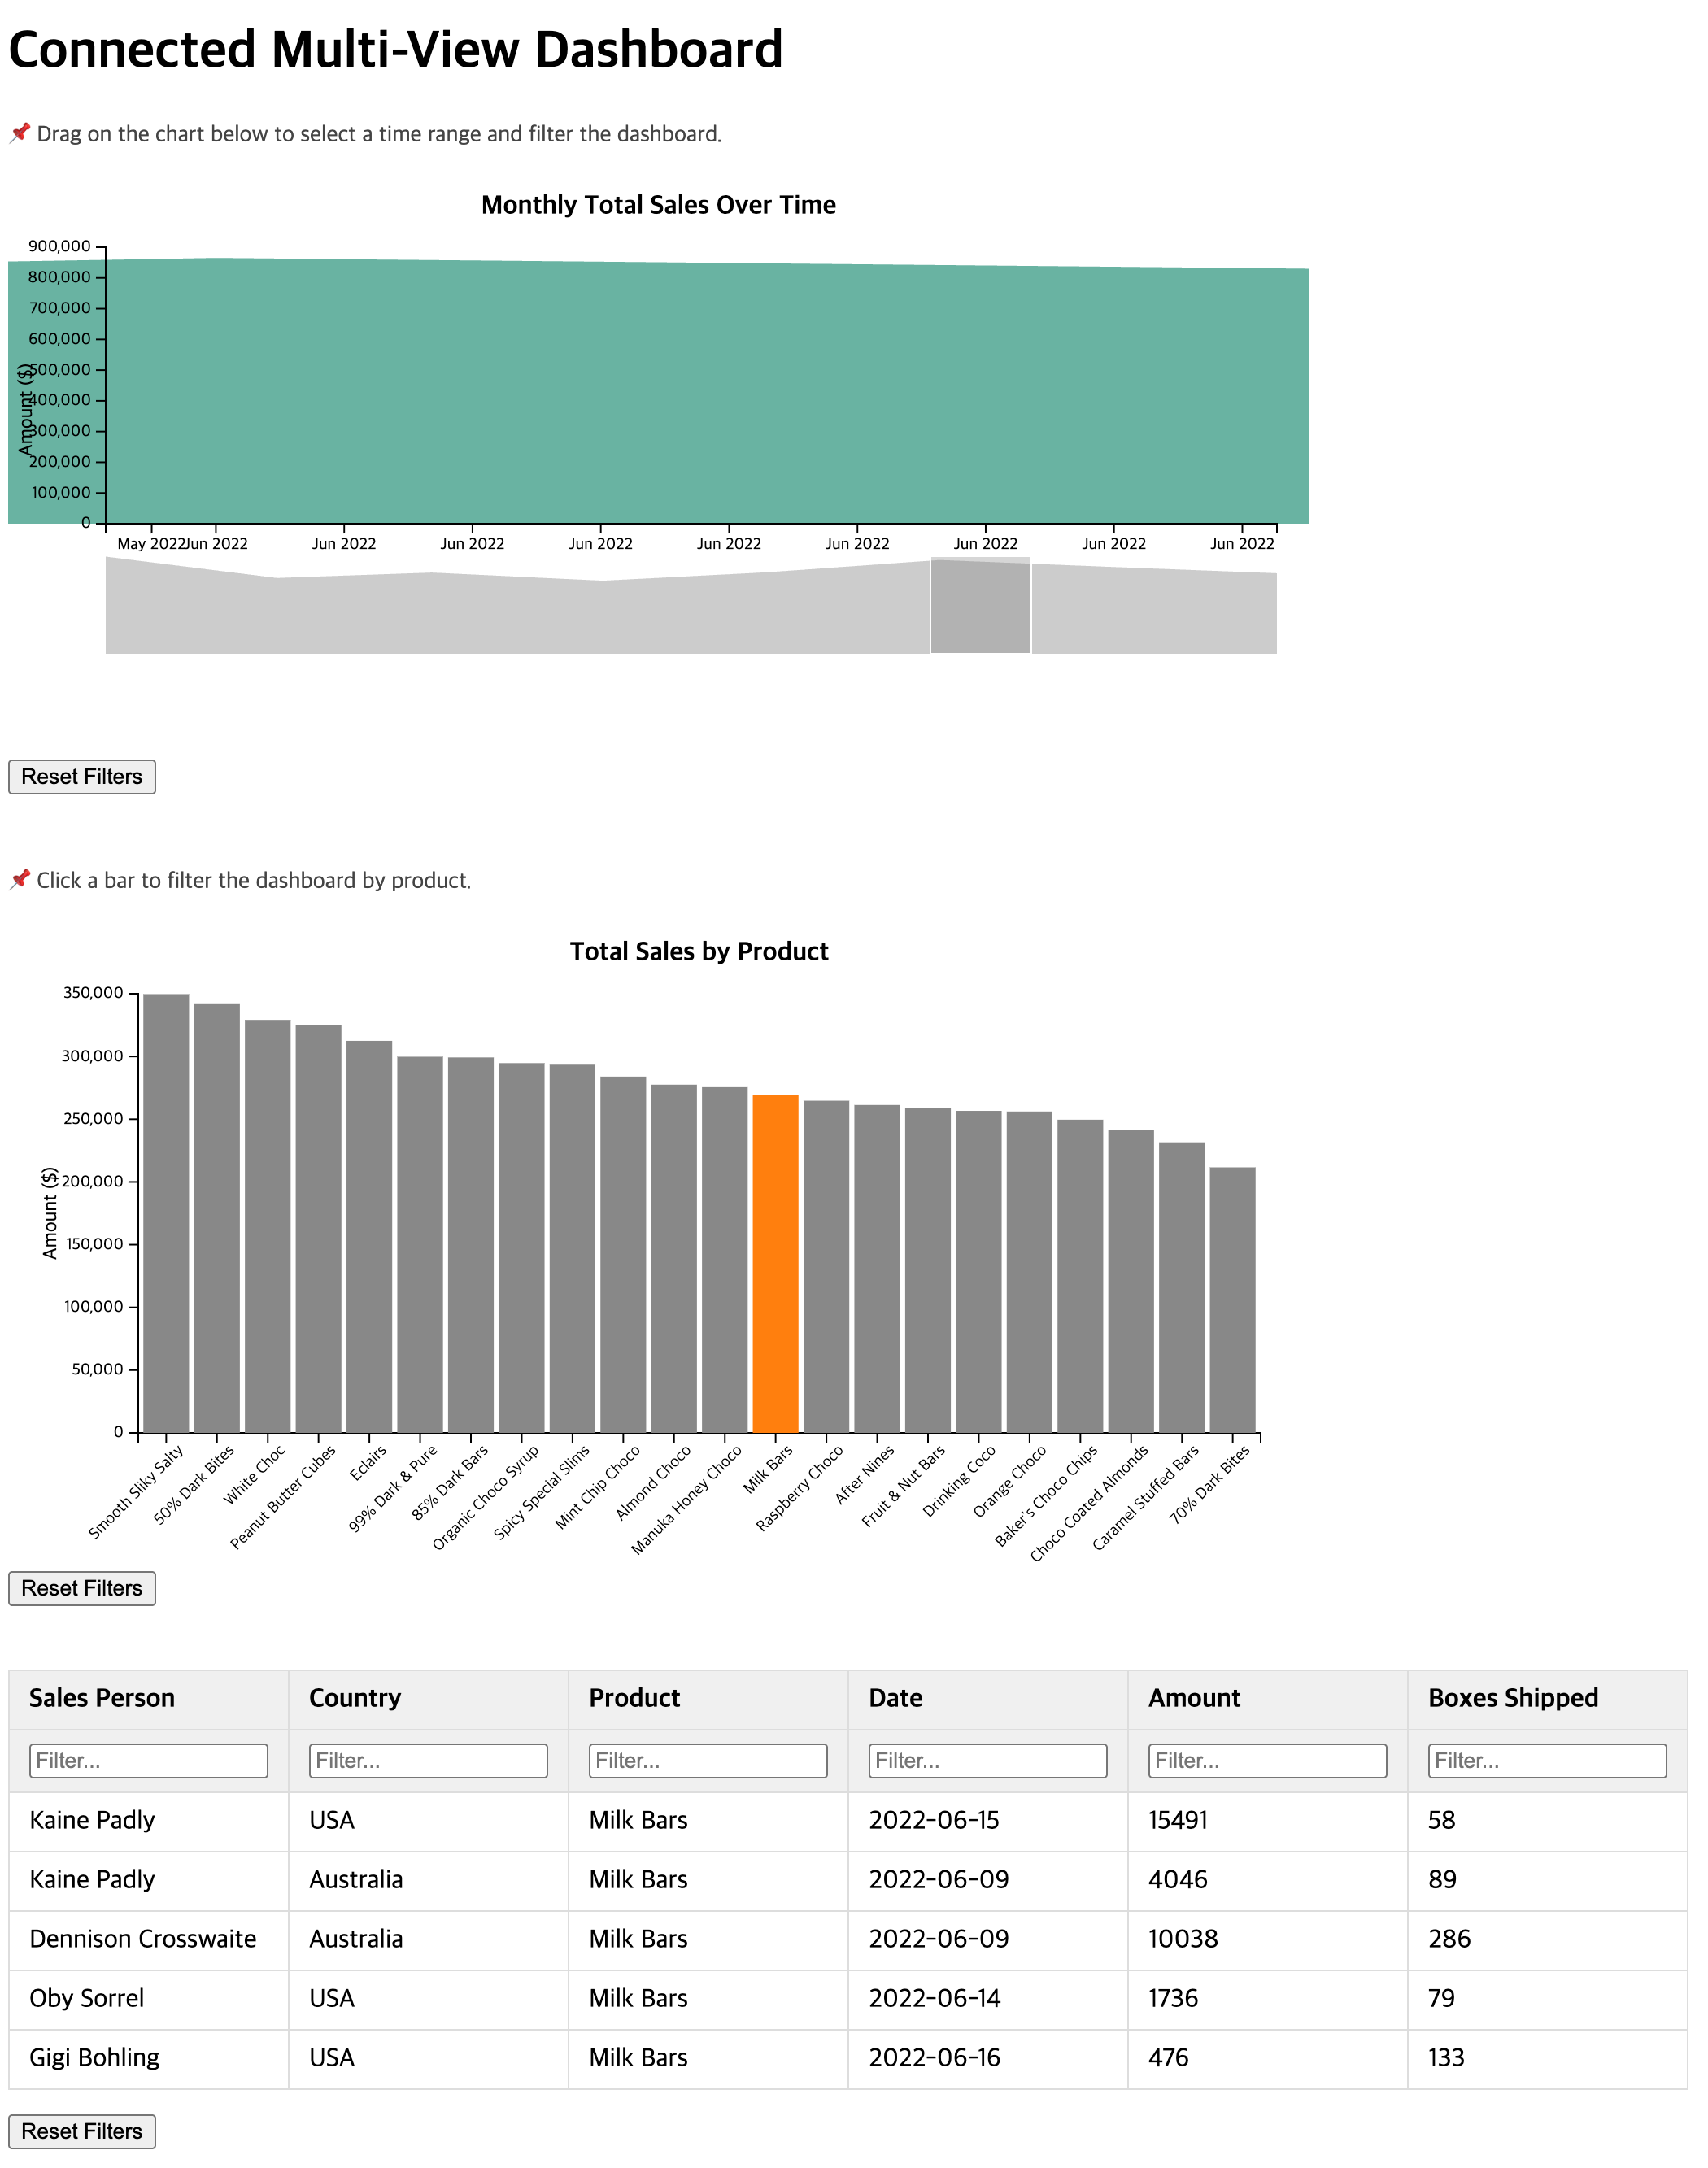 Connected Multi-View Dashboard
📌 Drag on the chart below to select a time range and filter the dashboard.
Monthly Total Sales Over Time
900,000
800,000
700,000
600,000
500,000
400,000
300,000
200,000
100,000
0
Amount ($)
May 2022 Jun 2022 Jun 2022 Jun 2022 Jun 2022 Jun 2022 Jun 2022 Jun 2022 Jun 2022 Jun 2022
Reset Filters
📌 Click a bar to filter the dashboard by product.
Total Sales by Product
350,000
300,000
250,000
200,000
150,000
100,000
50,000
0
Amount ($)
Smooth Sliky Salty
50% Dark Bites
White Choc
Peanut Butter Cubes
Eclairs
99% Dark & Pure
85% Dark Bars
Organic Choco Syrup
Spicy Special Slims
Mint Chip Choco
Almond Choco
Manuka Honey Choco
Milk Bars
Raspberry Choco
After Nines
Fruit & Nut Bars
Drinking Coco
Orange Choco
Baker's Choco Chips
Choco Coated Almonds
Caramel Stuffed Bars
70% Dark Bites
Reset Filters
Sales Person Country Product Date Amount Boxes Shipped
Filter... Filter... Filter... Filter... Filter... Filter...
Kaine Padly USA Milk Bars 2022-06-15 15491 58
Kaine Padly Australia Milk Bars 2022-06-09 4046 89
Dennison Crosswaite Australia Milk Bars 2022-06-09 10038 286
Oby Sorrel USA Milk Bars 2022-06-14 1736 79
Gigi Bohling USA Milk Bars 2022-06-16 476 133
Reset Filters